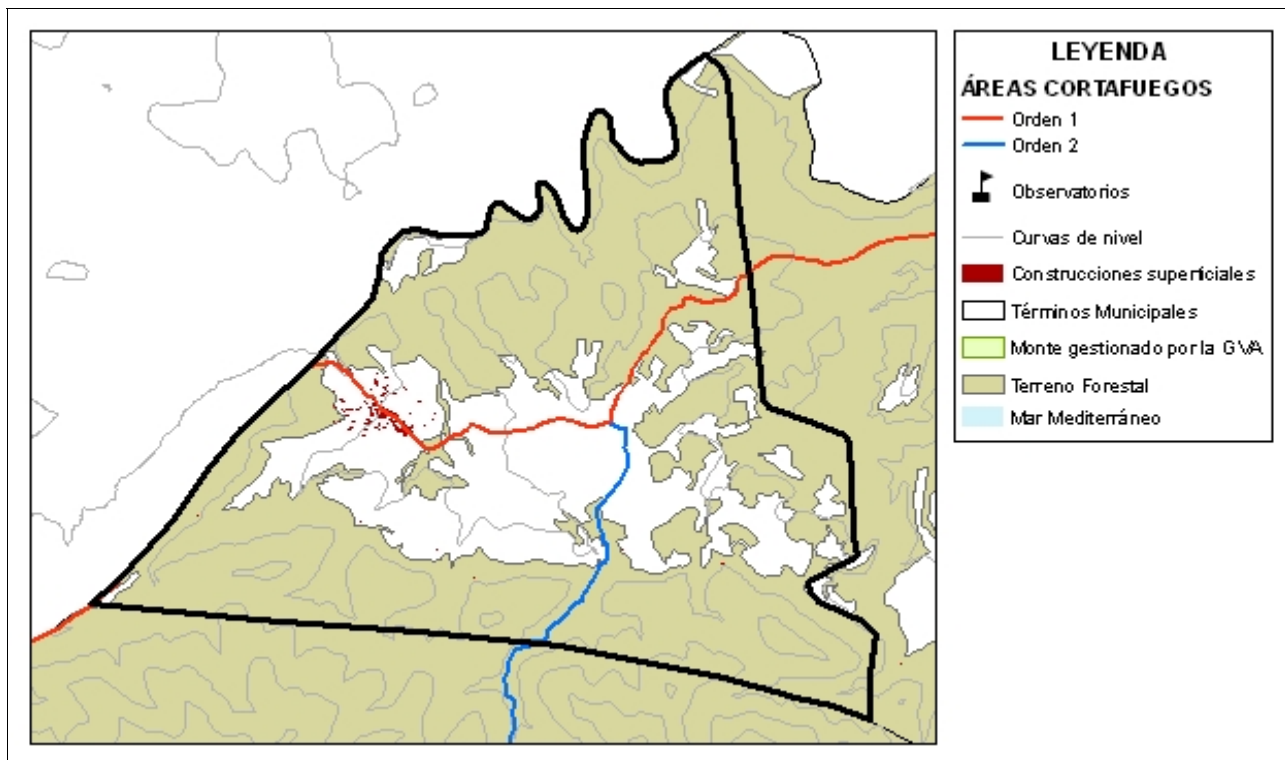 LEYENDA
ÁREAS CORTAFUEGOS
Orden 1
Orden 2
Observatorios
Curvas de nivel
Construcciones superficiales
Términos Municipales
Monte gestionado por la GVA
Terreno Forestal
Mar Mediterráneo